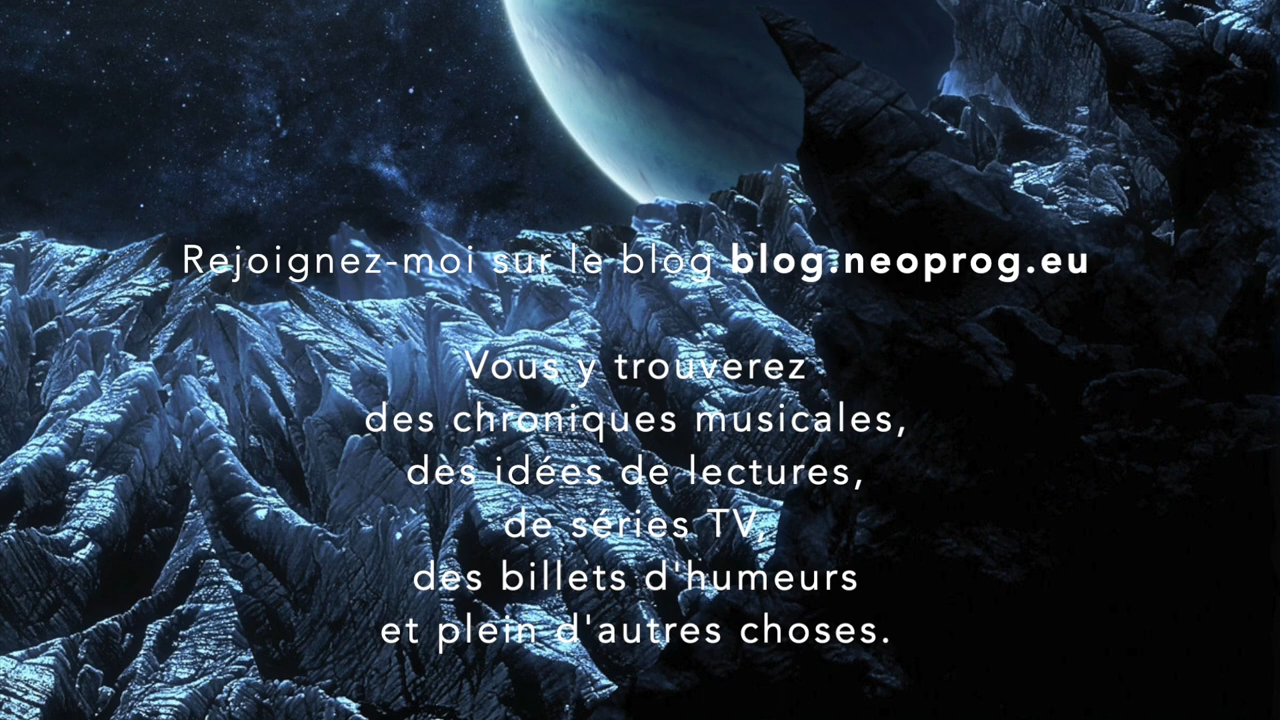 Rejoignez-moi sur le blog blog.neoprog.eu
Vous y trouverez
des chroniques musicales,
des idées de lectures,
de séries TV,
des billets d'humeurs
et plein d'autres choses.